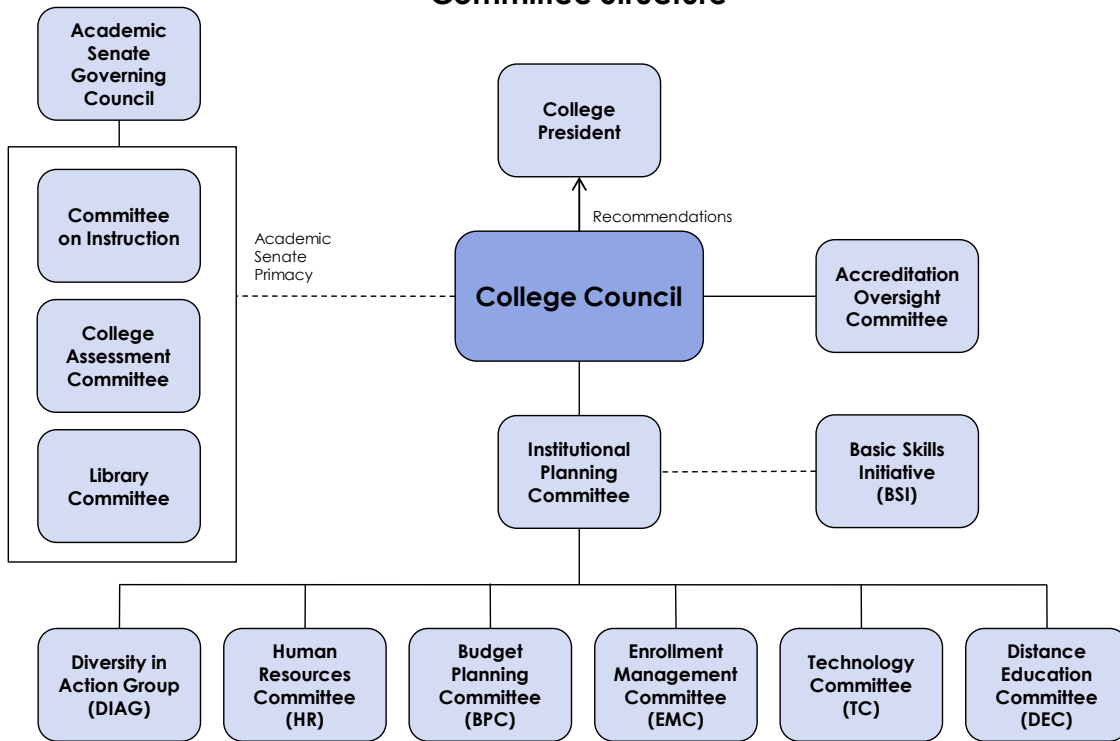 Committee Structure
Academic
Senate
Governing
Council
College
President
Committee
on Instruction
Recommendations
Academic
Senate
Primacy
College Council
Accreditation
Oversight
Committee
College
Assessment
Committee
Institutional
Planning
Committee
Basic Skills
Initiative
(BSI)
Library
Committee
Diversity in
Action Group
(DIAG)
Human
Resources
Committee
(HR)
Budget
Planning
Committee
(BPC)
Enrollment
Management
Committee
(EMC)
Technology
Committee
(TC)
Distance
Education
Committee
(DEC)